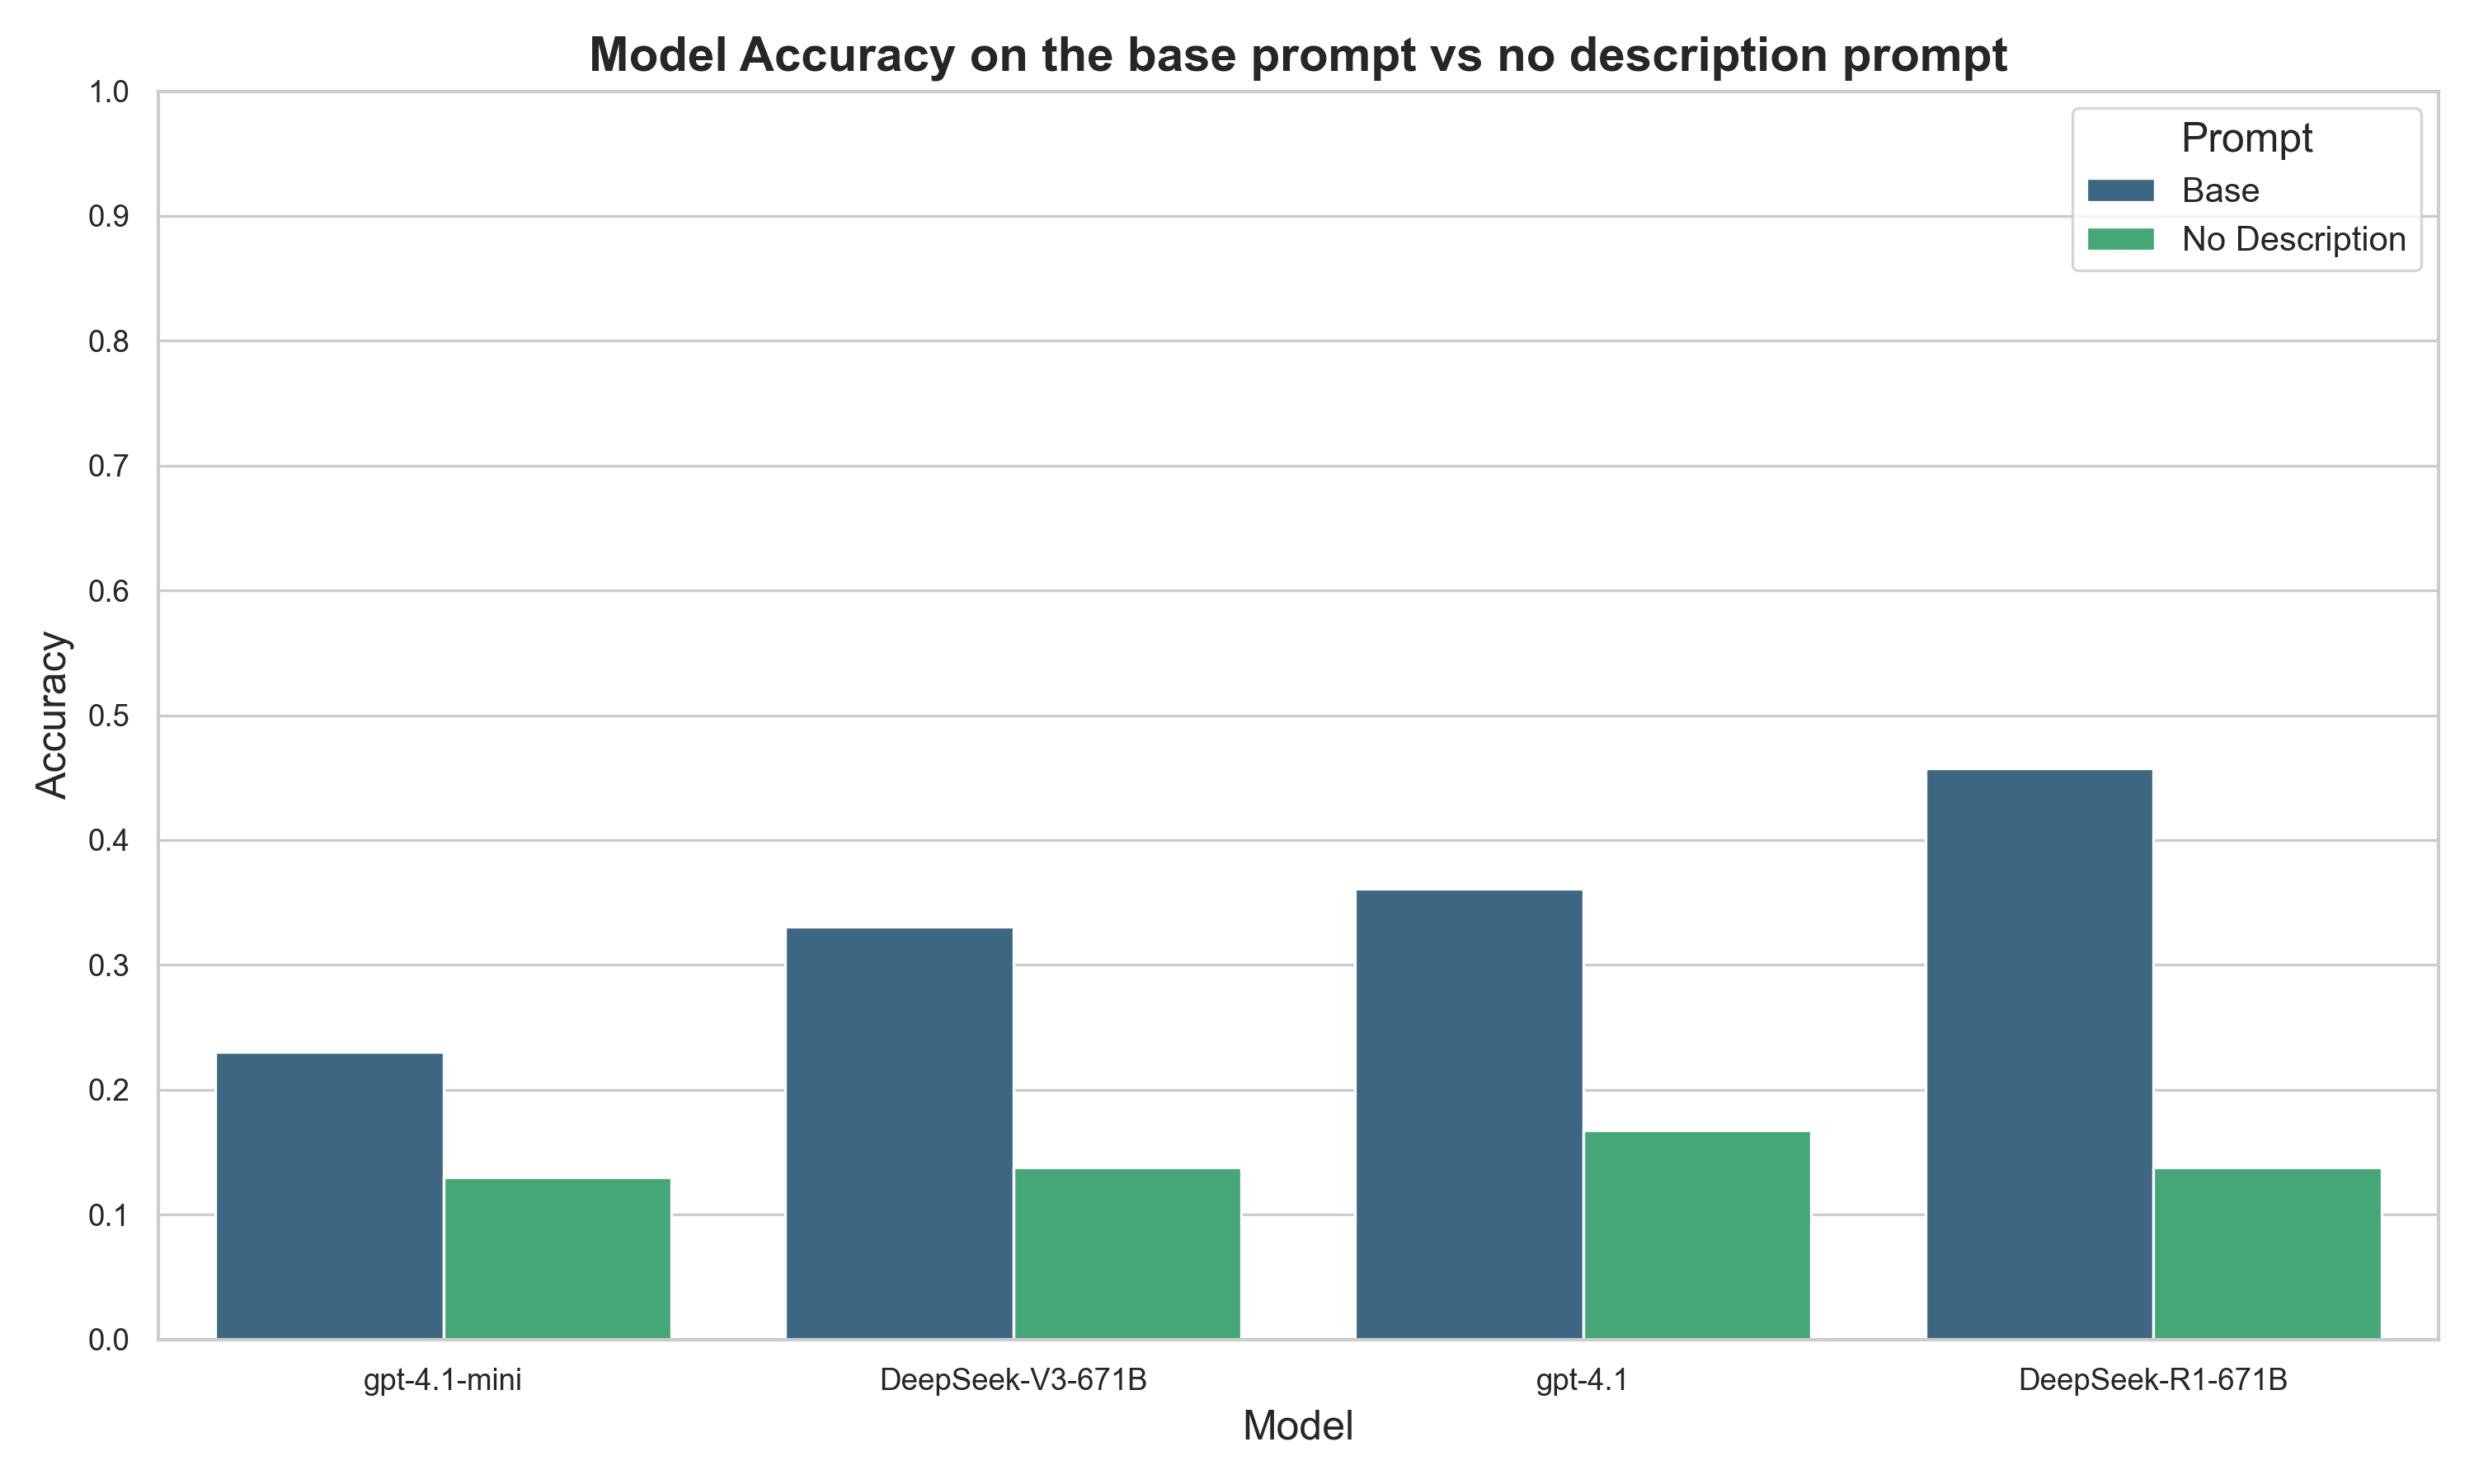 Model Accuracy on the base prompt vs no description prompt
1.0
0.9
0.8
0.7
0.6
0.5
0.4
0.3
0.2
0.1
0.0
Accuracy
Prompt
Base
No Description
gpt-4.1-mini
DeepSeek-V3-671B
gpt-4.1
DeepSeek-R1-671B
Model